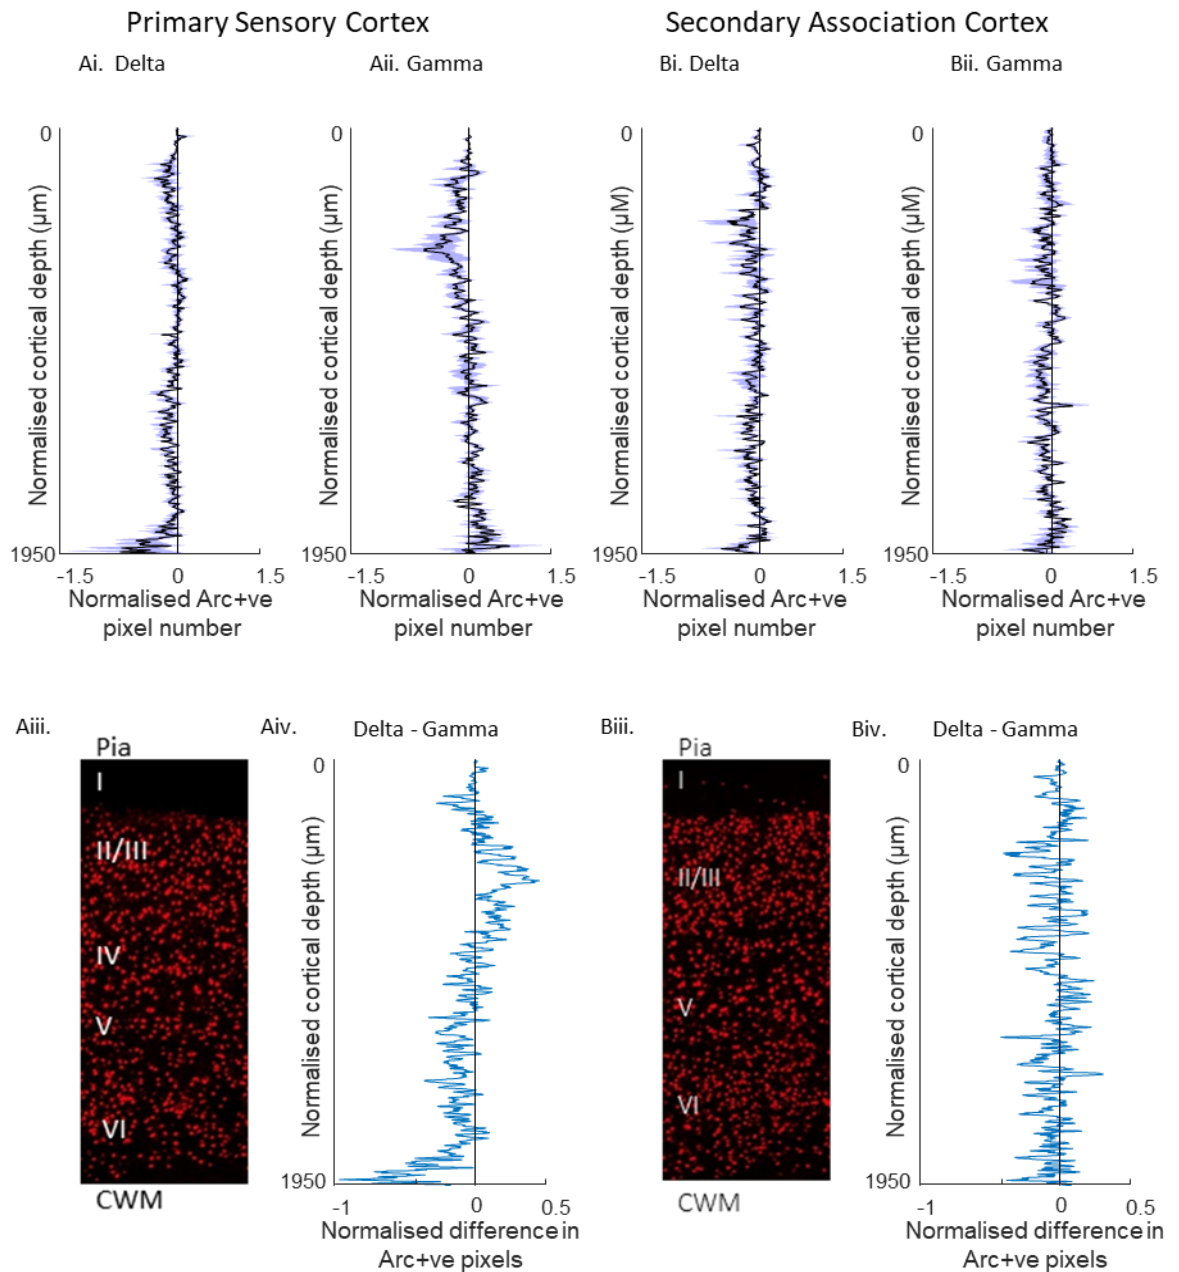 Primary Sensory Cortex
Secondary Association Cortex
Ai. Delta
Aii. Gamma
Bi. Delta
Bii. Gamma
0
Normalised cortical depth (µm)
1950
-1.5 0 1.5
Normalised Arc+ve
pixel number
0
Normalised cortical depth (µm)
1950
-1.5 0 1.5
Normalised Arc+ve
pixel number
0
Normalised cortical depth (µM)
1950
-1.5 0 1.5
Normalised Arc+ve
pixel number
0
Normalised cortical depth (µM)
1950
-1.5 0 1.5
Normalised Arc+ve
pixel number
Aiii.
Pia
I
II/III
IV
V
VI
CWM
Aiv.
Delta - Gamma
0
Normalised cortical depth (µm)
1950
-1 0 0.5
Normalised difference in
Arc+ve pixels
Biii.
Pia
I
II/III
V
VI
CWM
Biv.
Delta - Gamma
0
Normalised cortical depth (µm)
1950
-1 0 0.5
Normalised difference in
Arc+ve pixels